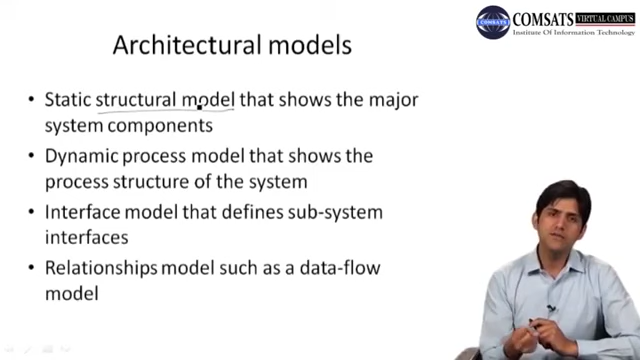 COMSATS VIRTUAL CAMPUS
Institute Of Information Technology
Architectural models
• Static structural model that shows the major
system components
• Dynamic process model that shows the
process structure of the system
• Interface model that defines sub-system
interfaces
• Relationships model such as a data-flow
model